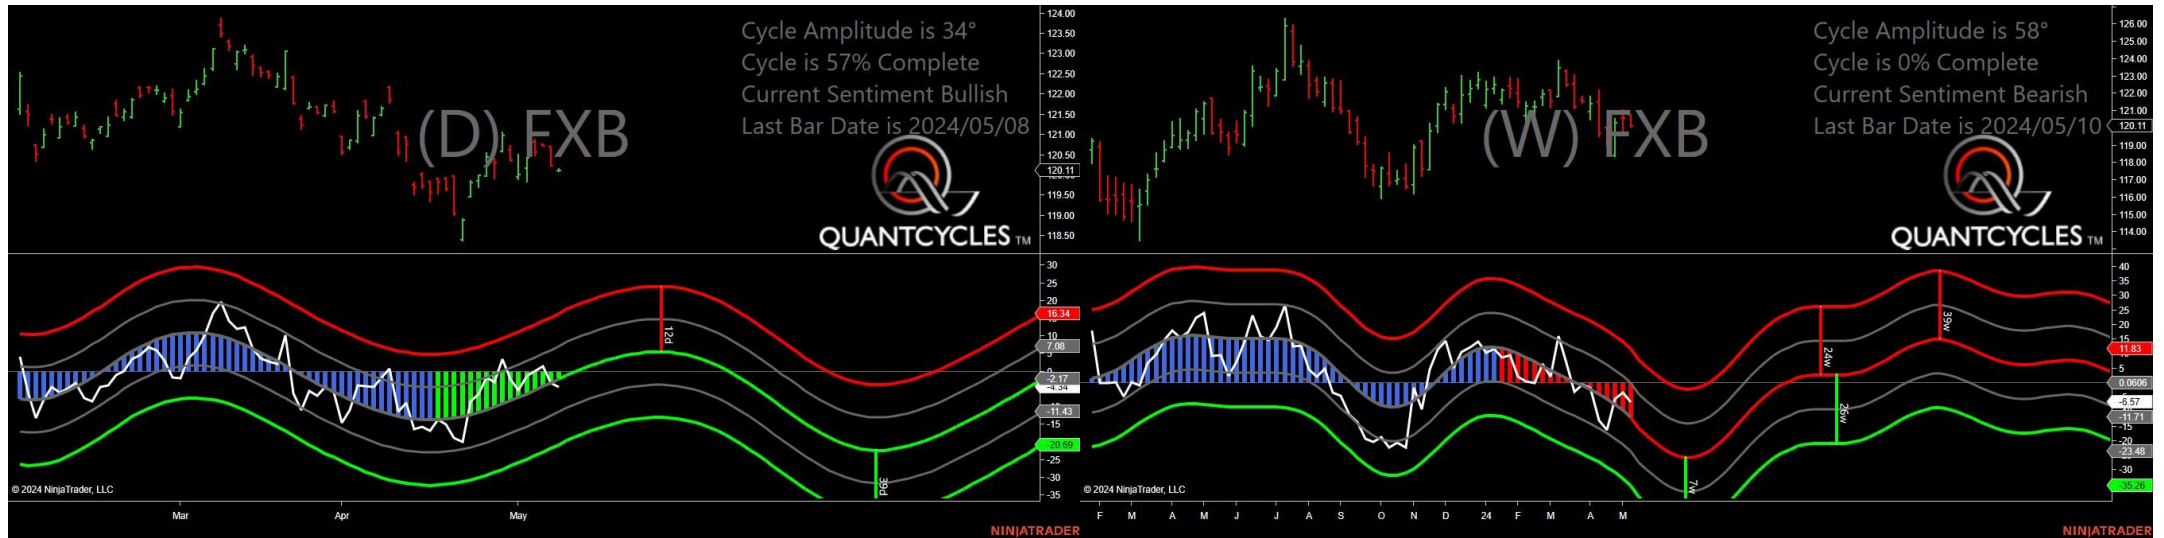 Cycle Amplitude is 34°
Cycle is 57% Complete
Current Sentiment Bullish
Last Bar Date is 2024/05/08
(D) FXB
QUANTCYCLES TM
124.00
123.50
123.00
122.50
122.00
121.50
121.00
120.50
120.11
119.50
119.00
118.50
30
25
20
16.34
10
7.08
5
0
-2.17
-4.34
-11.43
-15
-20.69
-25
-30
-35
12d
39d
© 2024 NinjaTrader, LLC
Mar Apr May
NINJATRADER
Cycle Amplitude is 58°
Cycle is 0% Complete
Current Sentiment Bearish
Last Bar Date is 2024/05/10
(W) FXB
QUANTCYCLES TM
126.00
125.00
124.00
123.00
122.00
121.00
120.11
119.00
118.00
117.00
116.00
115.00
114.00
40
35
30
25
20
15
11.83
5
0.0606
-6.57
-11.71
-15
-20
-23.48
-30
-35.26
39w
24w
26w
7w
© 2024 NinjaTrader, LLC
F M A M J J A S O N D 24 F M A M
NINJATRADER